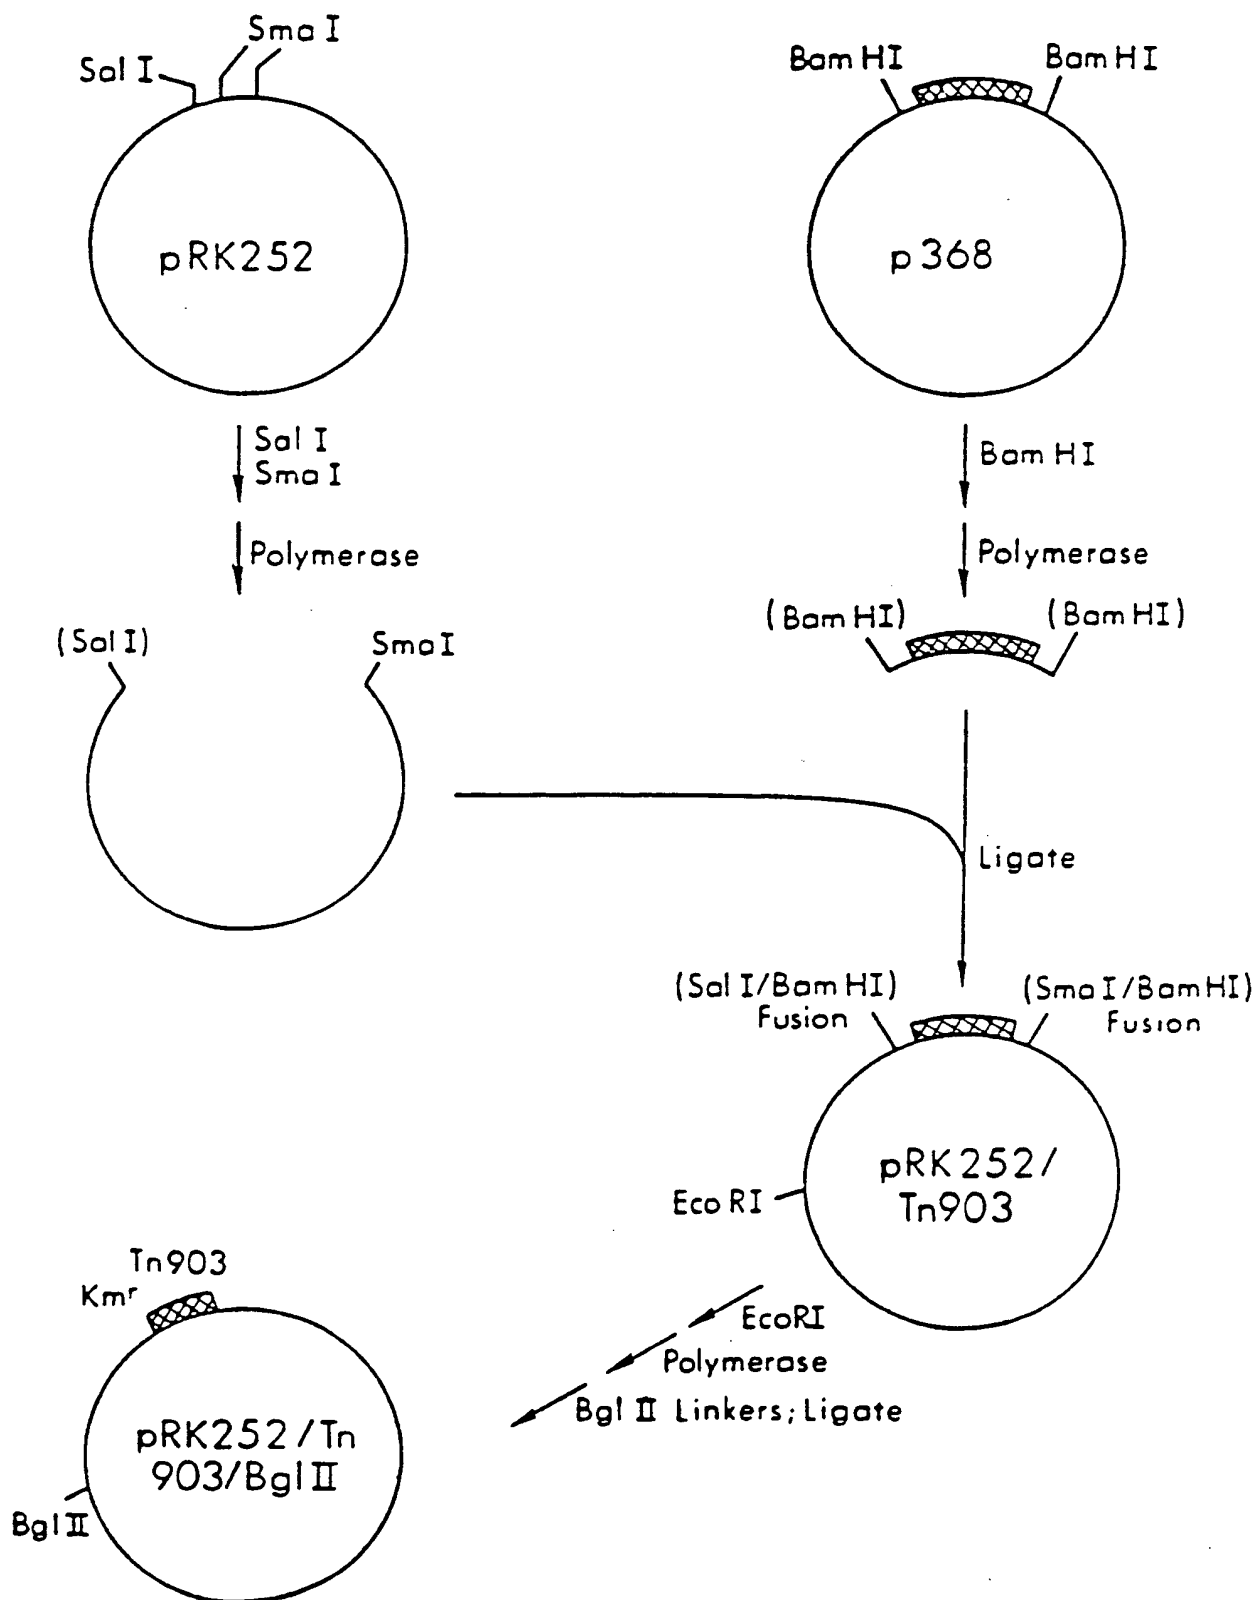 Sma I
Sal I
Bam HI
Bam HI
pRK252
p368
Sal I
Sma I
Bam HI
Polymerase
Polymerase
(Sal I)
Sma I
(Bam HI)
(Bam HI)
Ligate
(Sal I/Bam HI)
Fusion
(Sma I/Bam HI)
Fusion
pRK252/
Tn903
Eco RI
Tn903
Kmʳ
EcoRI
Polymerase
Bgl II Linkers; Ligate
pRK252/Tn
903/Bgl II
Bgl II